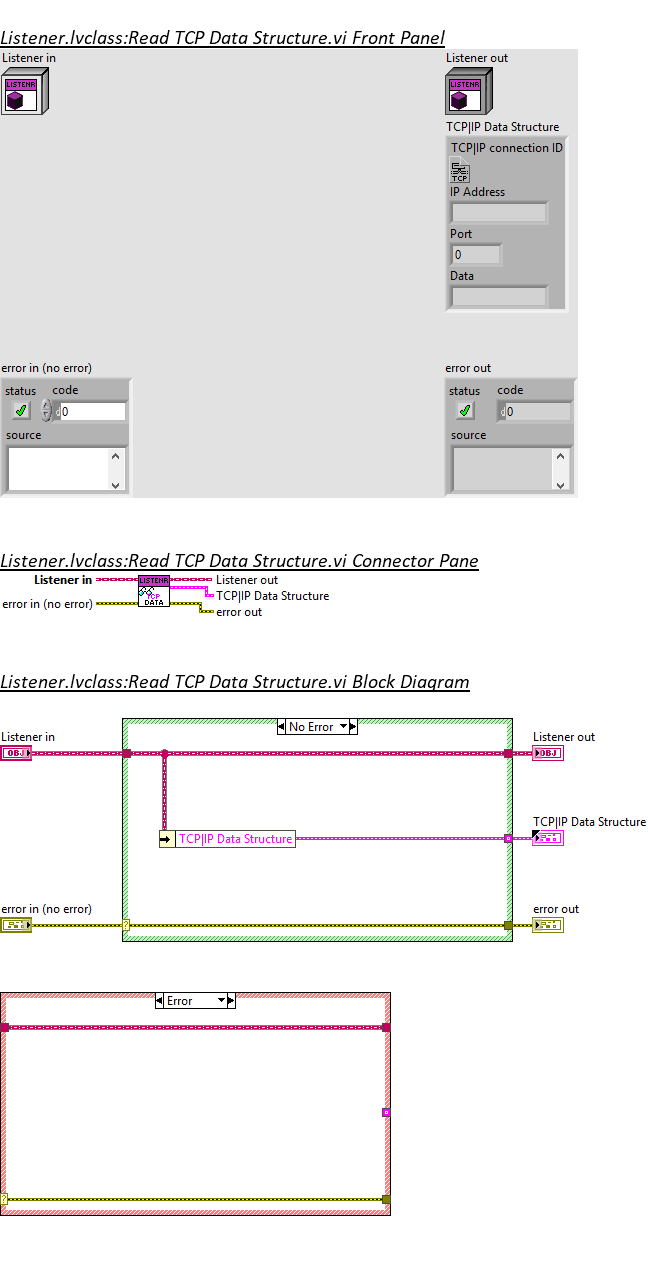 Listener.lvclass:Read TCP Data Structure.vi Front Panel
Listener in
Listener out
LISTENR
LISTENR
TCP|IP Data Structure
TCP|IP connection ID
TCP
IP Address
Port
0
Data
error in (no error)
error out
status code
status code
d 0
d 0
source
source
Listener.lvclass:Read TCP Data Structure.vi Connector Pane
Listener in
LISTENR
Listener out
TCP|IP Data Structure
TCP
DATA
error in (no error)
error out
Listener.lvclass:Read TCP Data Structure.vi Block Diagram
No Error
Listener in
Listener out
OBJ
OBJ
TCP|IP Data Structure
TCP|IP Data Structure
error in (no error)
error out
?
Error
?